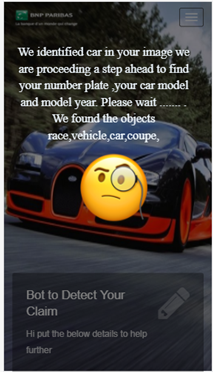 BNP PARIBAS
We identified car in your image we
are proceeding a step ahead to find
your number plate ,your car model
and model year. Please wait ....... .
We found the objects
race,vehicle,car,coupe,
Bot to Detect Your
Claim
Hi put the below details to help
further